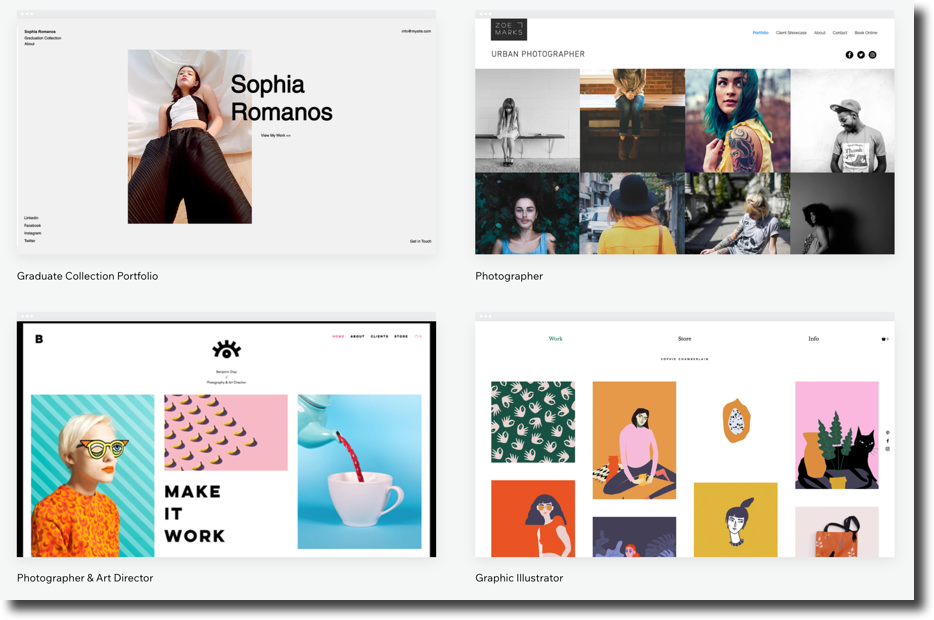 Sophia Romanos
Graduation Collection
About
info@mysite.com
Sophia
Romanos
View My Work >>
LinkedIn
Facebook
Instagram
Twitter
Get in Touch
Graduate Collection Portfolio
ZOE
MARKS
Portfolio Client Showcase About Contact Book Online
URBAN PHOTOGRAPHER
Photographer
B
HOME ABOUT CLIENTS STORE
Benjamin Diaz
//
Photography & Art Direction
MAKE
IT
WORK
Photographer & Art Director
Work Store Info
SOPHIE CHAMBERLAIN
Graphic Illustrator